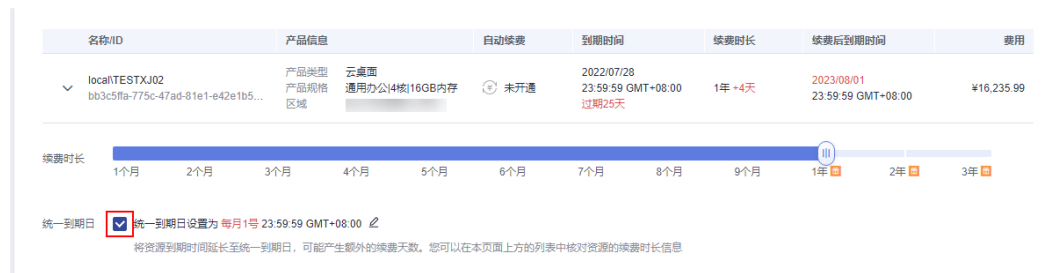 名称/ID 产品信息 自动续费 到期时间 续费时长 续费后到期时间 费用
local\TESTXJ02
bb3c5ffa-775c-47ad-81e1-e42e1b5...
产品类型 云桌面
产品规格 通用办公|4核|16GB内存
区域
未开通
2022/07/28
23:59:59 GMT+08:00
过期25天
1年 +4天
2023/08/01
23:59:59 GMT+08:00
¥16,235.99
续费时长
1个月 2个月 3个月 4个月 5个月 6个月 7个月 8个月 9个月 1年 2年 3年
统一到期日 统一到期日设置为 每月1号 23:59:59 GMT+08:00
将资源到期时间延长至统一到期日，可能产生额外的续费天数。您可以在本页面上方的列表中核对资源的续费时长信息